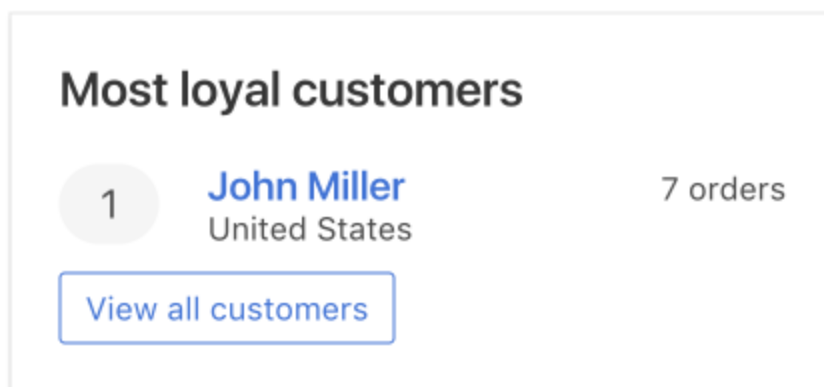 Most loyal customers
1 John Miller 7 orders
United States
View all customers